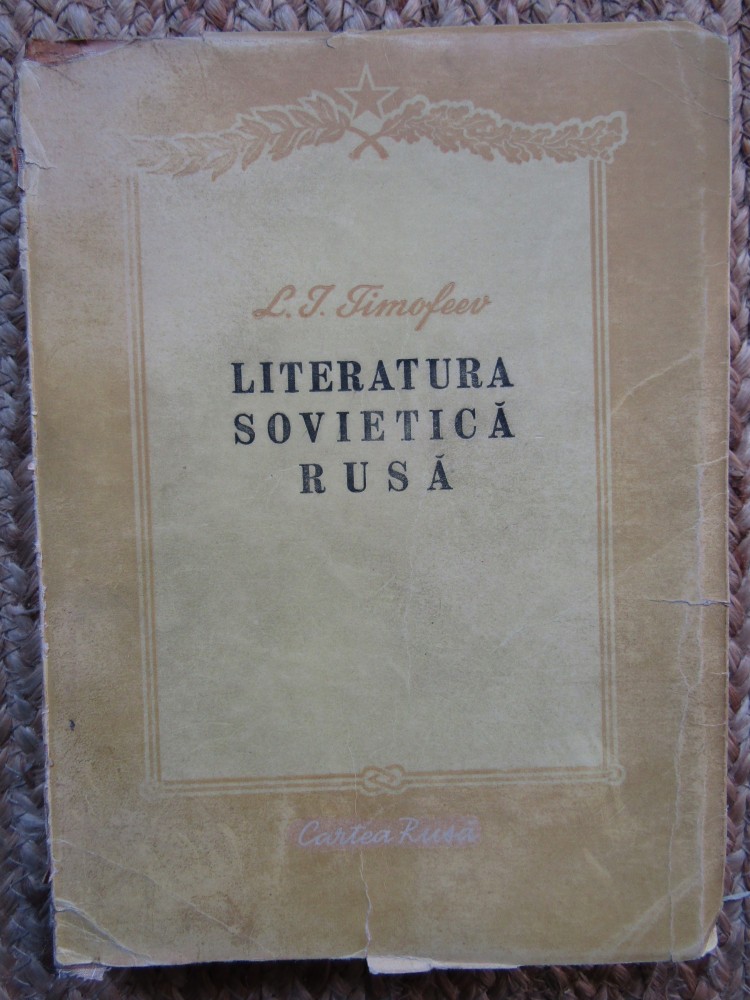 L. I. Timofeev
LITERATURA
SOVIETICĂ
RUSĂ
Cartea Rusă